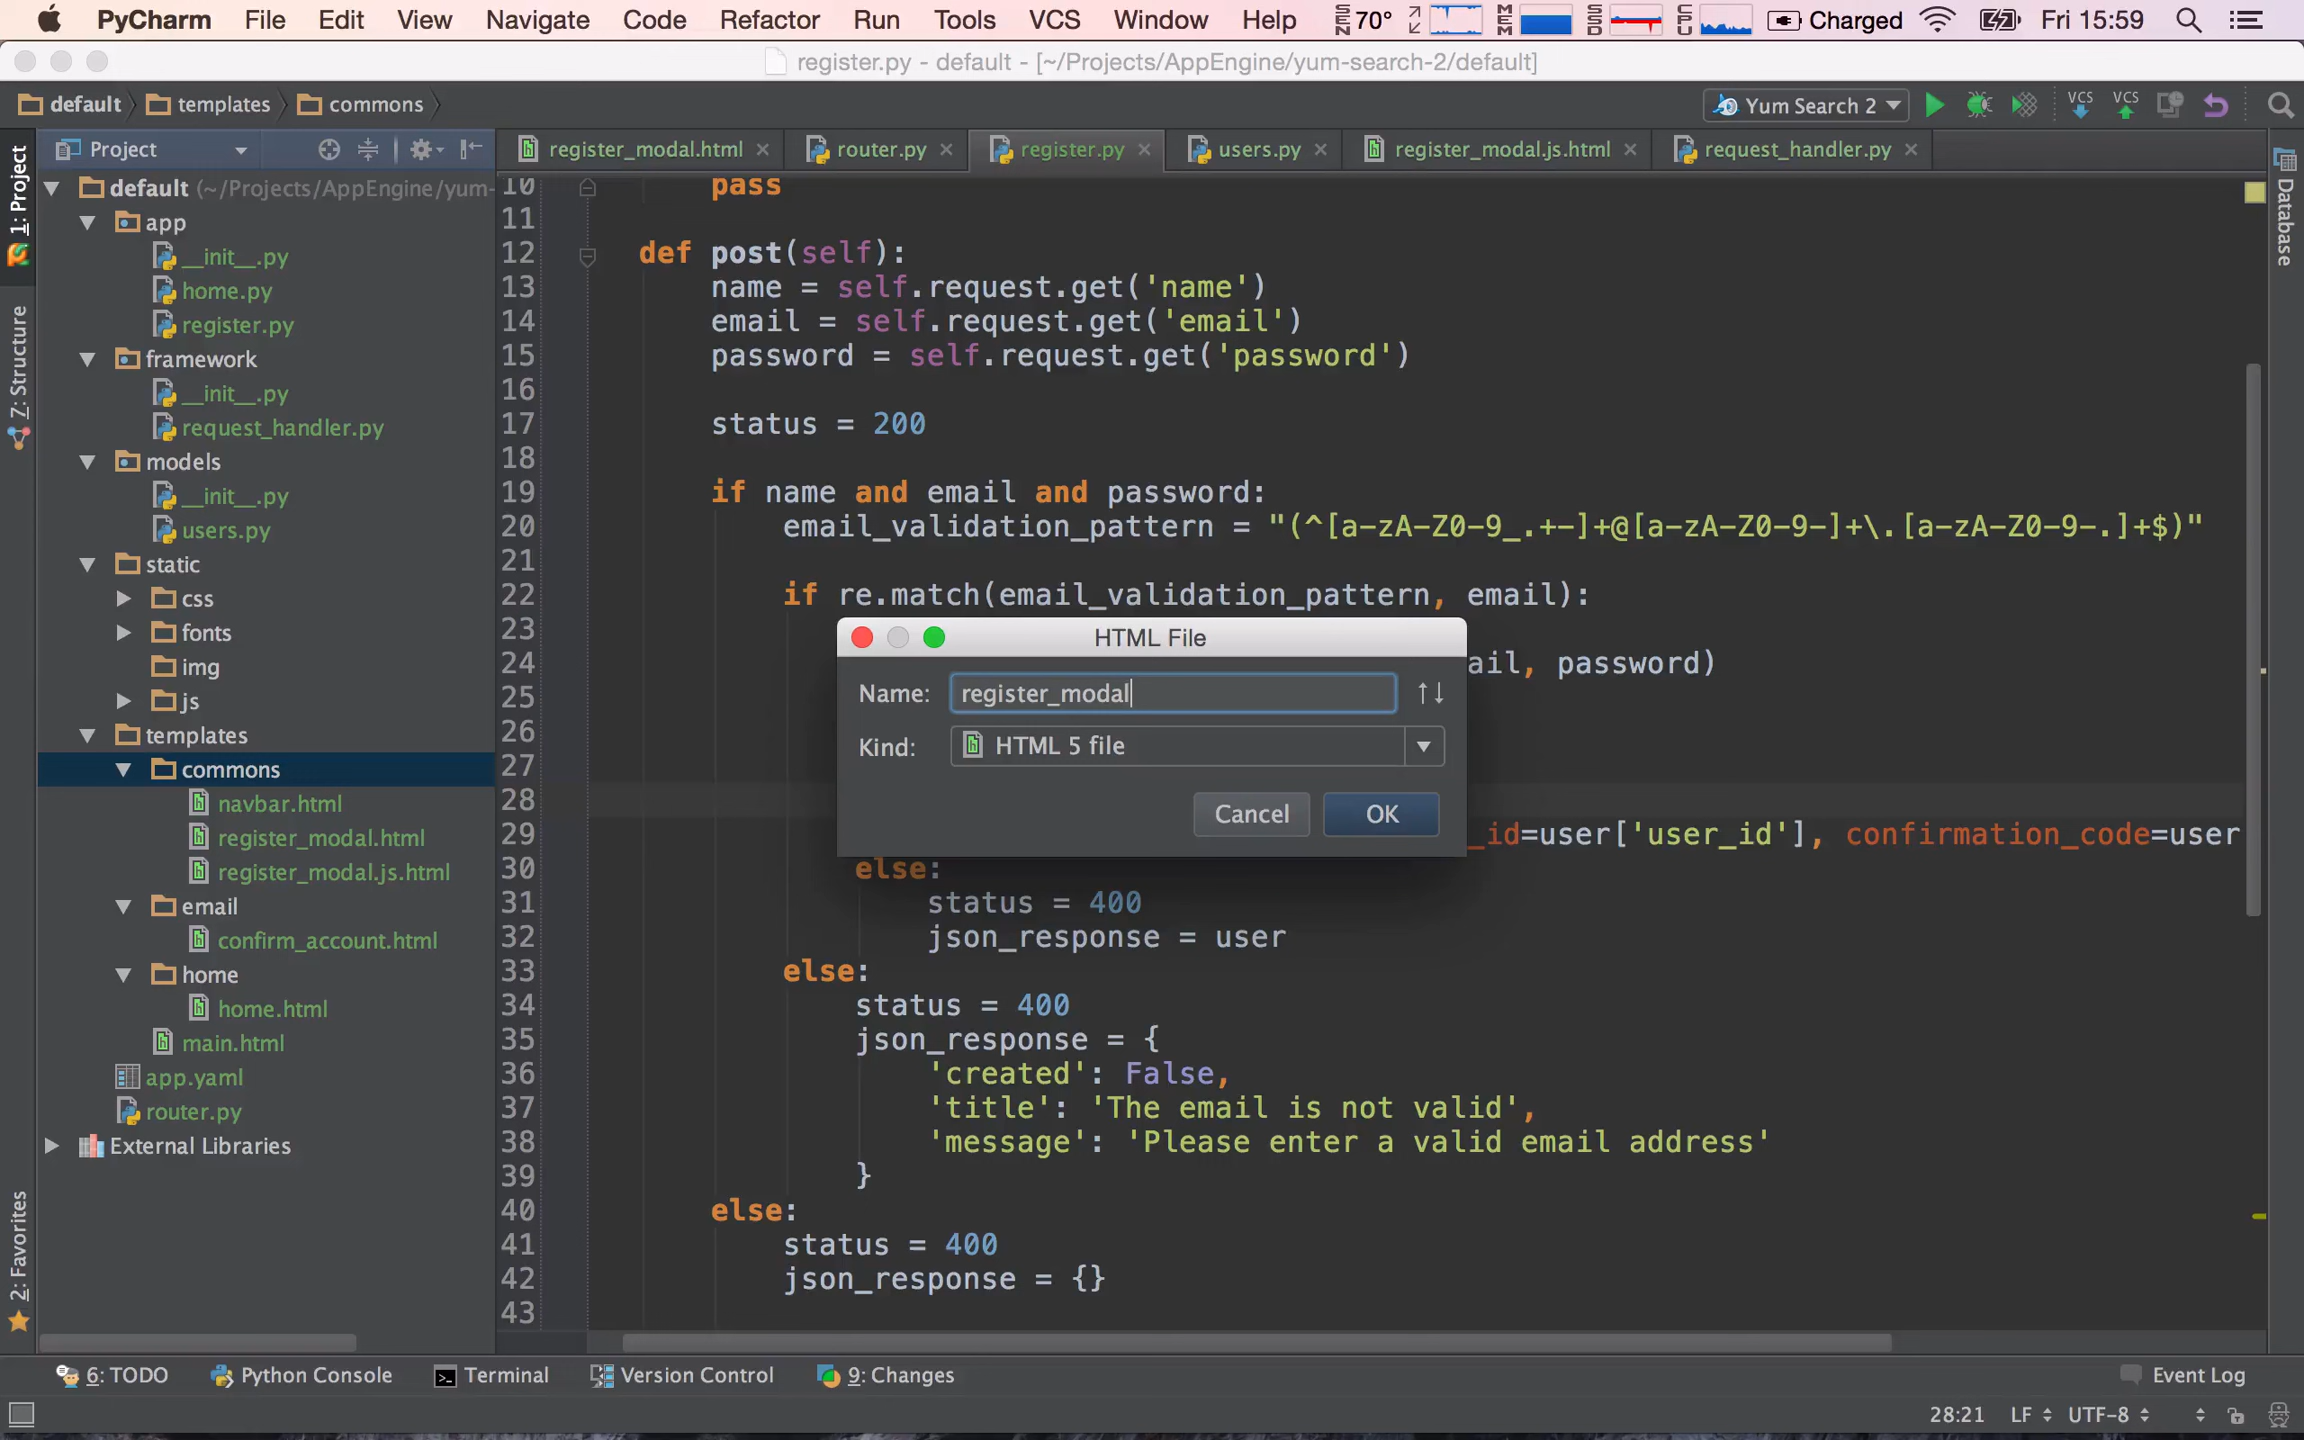 PyCharm File Edit View Navigate Code Refactor Run Tools VCS Window Help SEN 70° MEM SSD CPU Charged Fri 15:59
register.py - default - [~/Projects/AppEngine/yum-search-2/default]
default templates commons Yum Search 2 VCS VCS
Project register_modal.html router.py register.py users.py register_modal.js.html request_handler.py
1: Project
Z: Structure
2: Favorites
Database
default (~/Projects/AppEngine/yum-
app
__init__.py
home.py
register.py
framework
__init__.py
request_handler.py
models
__init__.py
users.py
static
css
fonts
img
js
templates
commons
navbar.html
register_modal.html
register_modal.js.html
email
confirm_account.html
home
home.html
main.html
app.yaml
router.py
External Libraries
10 pass
11
12 def post(self):
13 name = self.request.get('name')
14 email = self.request.get('email')
15 password = self.request.get('password')
16
17 status = 200
18
19 if name and email and password:
20 email_validation_pattern = "(^[a-zA-Z0-9_.+-]+@[a-zA-Z0-9-]+\.[a-zA-Z0-9-.]+$)"
21
22 if re.match(email_validation_pattern, email):
23
24 ail, password)
25
26
27
28
29 _id=user['user_id'], confirmation_code=user
30 else:
31 status = 400
32 json_response = user
33 else:
34 status = 400
35 json_response = {
36 'created': False,
37 'title': 'The email is not valid',
38 'message': 'Please enter a valid email address'
39 }
40 else:
41 status = 400
42 json_response = {}
43
HTML File
Name: register_modal
Kind: HTML 5 file
Cancel OK
6: TODO Python Console Terminal Version Control 9: Changes Event Log
28:21 LF UTF-8